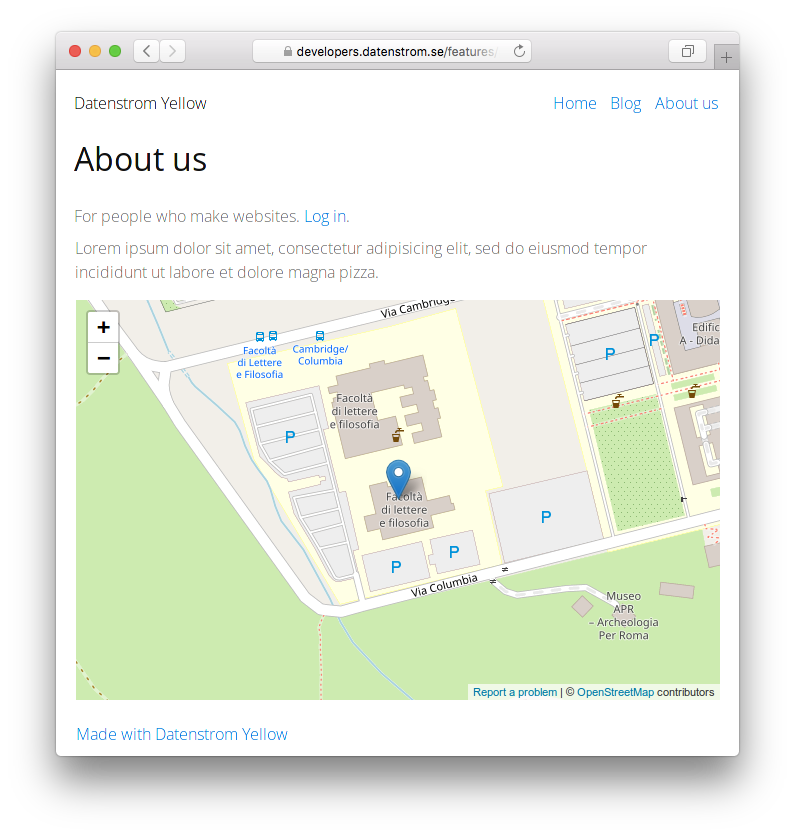 developers.datenstrom.se/features/
Datenstrom Yellow
Home Blog About us
About us
For people who make websites. Log in.
Lorem ipsum dolor sit amet, consectetur adipisicing elit, sed do eiusmod tempor
incididunt ut labore et dolore magna pizza.
+
−
Via Cambridge
Facoltà
di Lettere
e Filosofia
Cambridge/
Columbia
Edific
A - Dida
P
P
Facoltà
di lettere
e filosofia
P
Facoltà
di lettere
e filosofia
P
P
P
Via Columbia
Museo
APR
– Archeologia
Per Roma
Report a problem | © OpenStreetMap contributors
Made with Datenstrom Yellow